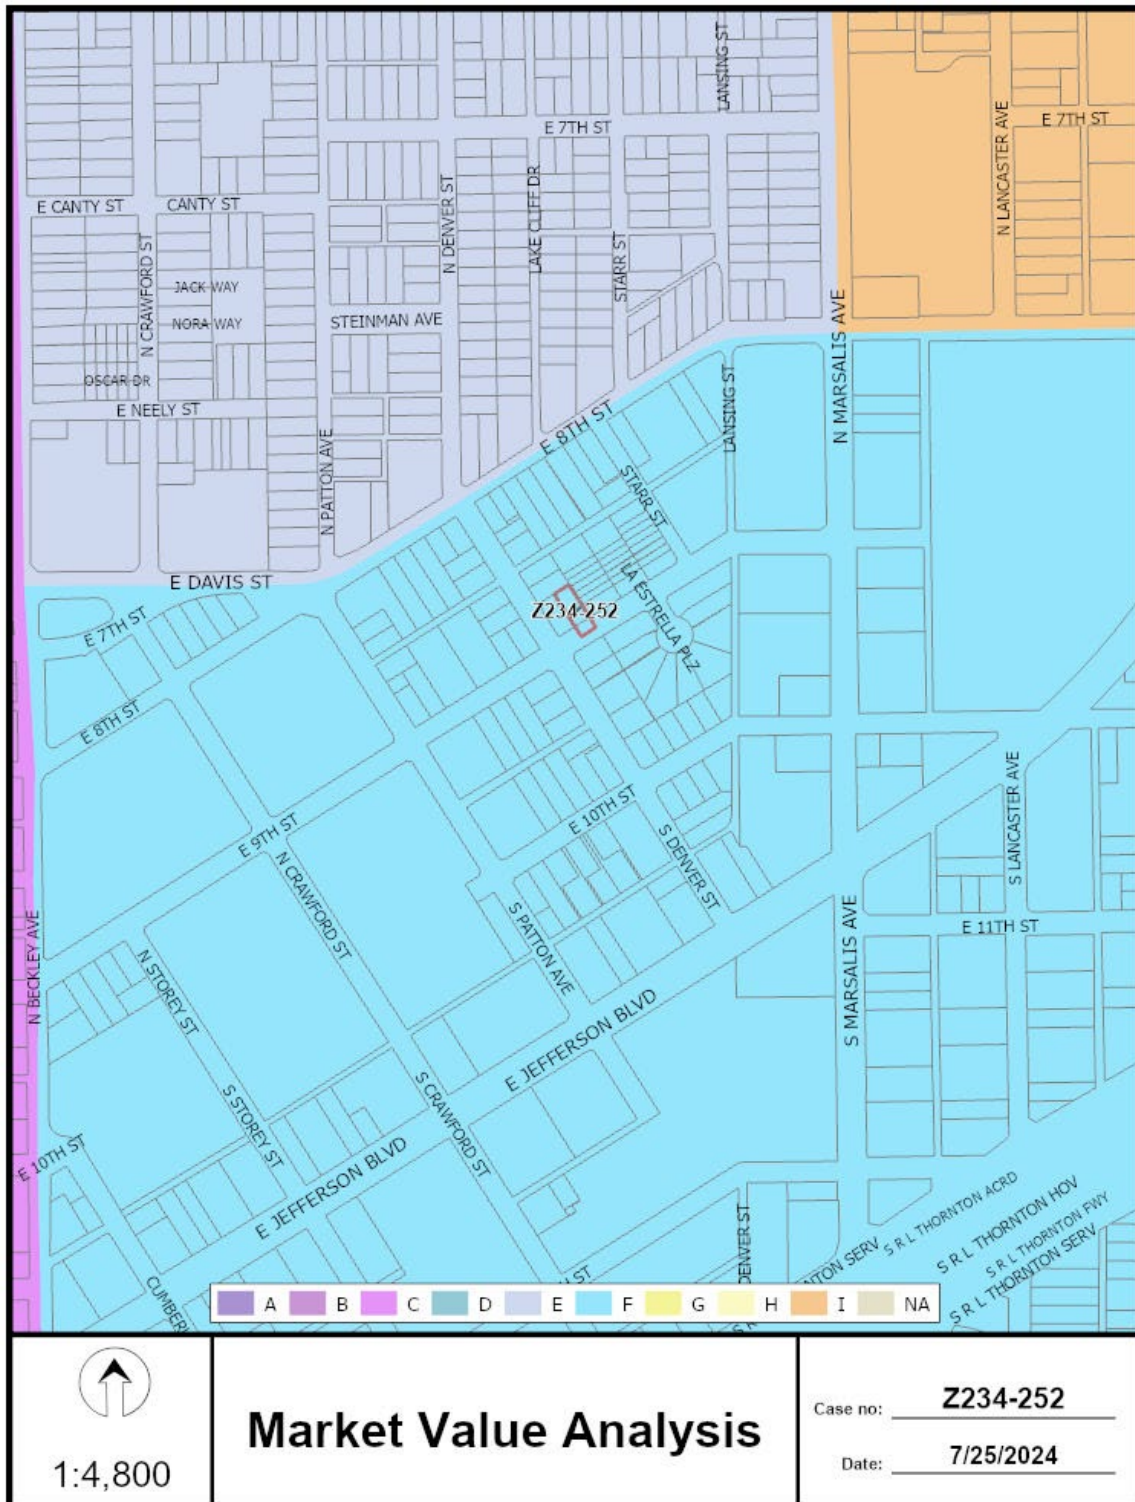 LANSING ST
E 7TH ST
E 7TH ST
N LANCASTER AVE
E CANTY ST
CANTY ST
N DENVER ST
LAKE CLIFF DR
STARR ST
N CRAWFORD ST
JACK WAY
NORA WAY
STEINMAN AVE
N MARSALIS AVE
OSCAR DR
E NEELY ST
E 8TH ST
LANSING ST
N PATTON AVE
STARR ST
E DAVIS ST
LA ESTRELLA PLZ
Z234-252
E 7TH ST
E 8TH ST
E 9TH ST
E 10TH ST
S DENVER ST
S LANCASTER AVE
N CRAWFORD ST
S PATTON AVE
E 11TH ST
N BECKLEY AVE
N STOREY ST
S MARSALIS AVE
E JEFFERSON BLVD
S STOREY ST
S CRAWFORD ST
E 10TH ST
E JEFFERSON BLVD
S R L THORNTON ACRD
S R L THORNTON HOV
S R L THORNTON FWY
S R L THORNTON SERV
DENVER ST
NTON SERV
H ST
CUMBER
S R
A B C D E F G H I NA
1:4,800
Market Value Analysis
Case no: Z234-252
Date: 7/25/2024